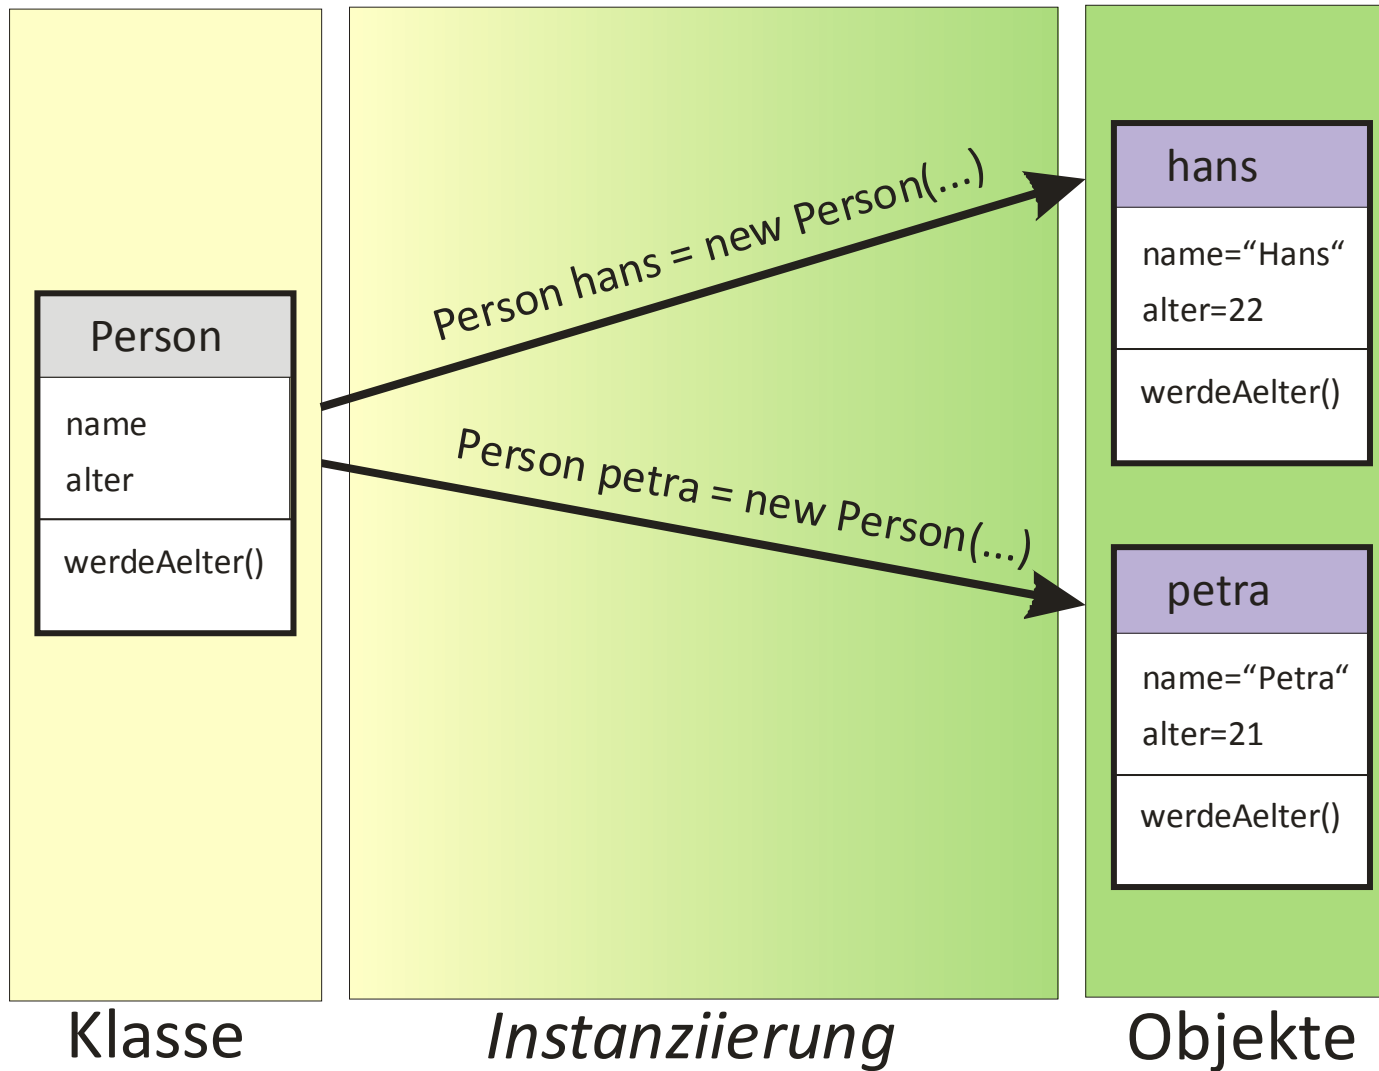 Person
name
alter
werdeAelter()
Person hans = new Person(...)
Person petra = new Person(...)
hans
name=“Hans“
alter=22
werdeAelter()
petra
name=“Petra“
alter=21
werdeAelter()
Klasse
Instanziierung
Objekte